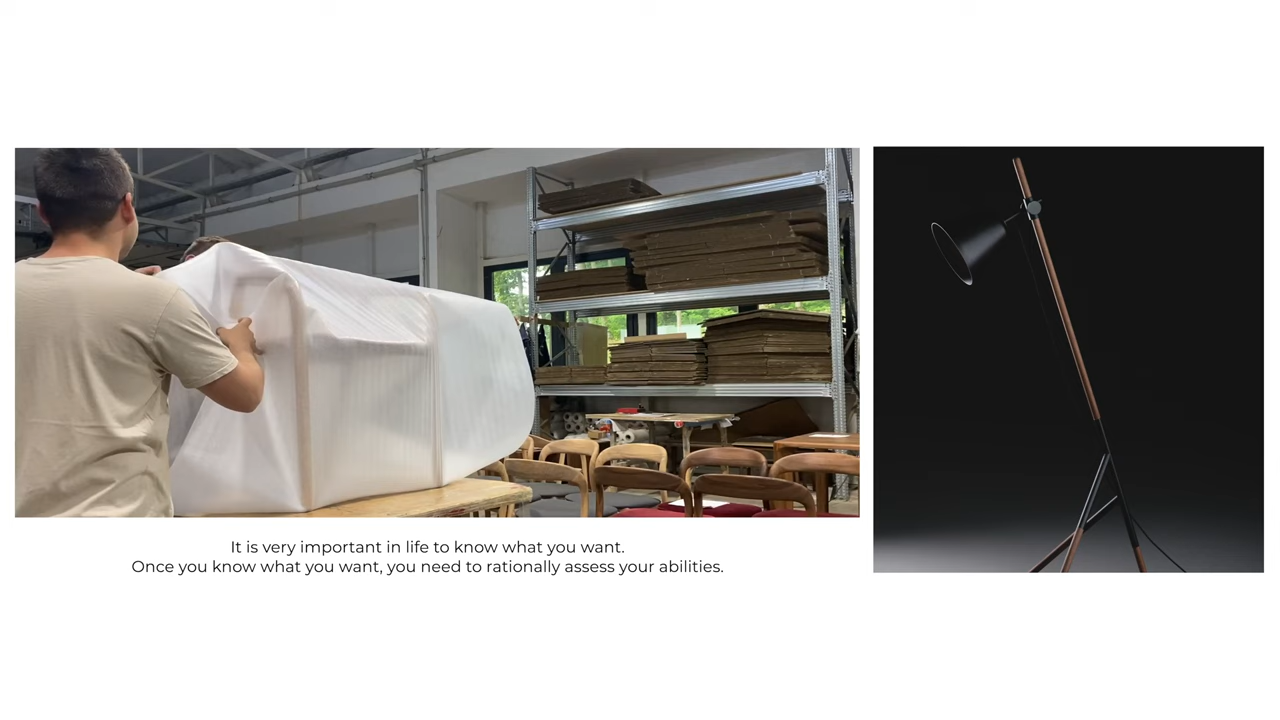 It is very important in life to know what you want.
Once you know what you want, you need to rationally assess your abilities.